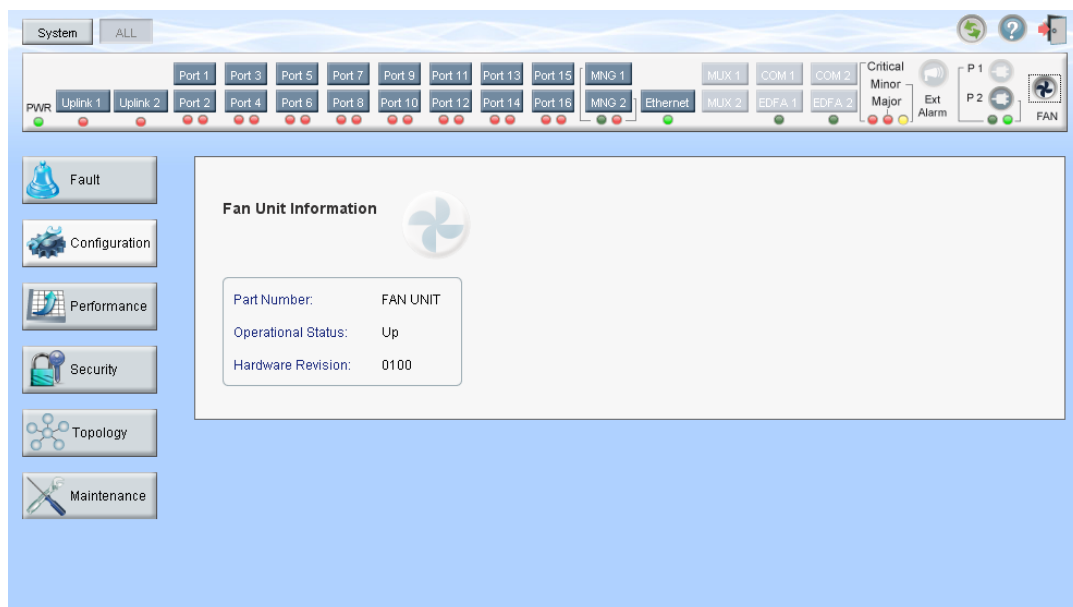 System ALL
Port 1 Port 3 Port 5 Port 7 Port 9 Port 11 Port 13 Port 15 MNG 1 MUX 1 COM 1 COM 2 Critical P 1
Minor
PWR Uplink 1 Uplink 2 Port 2 Port 4 Port 6 Port 8 Port 10 Port 12 Port 14 Port 16 MNG 2 Ethernet MUX 2 EDFA 1 EDFA 2 Major Ext P 2
Alarm FAN
Fault
Configuration
Performance
Security
Topology
Maintenance
Fan Unit Information
Part Number: FAN UNIT
Operational Status: Up
Hardware Revision: 0100